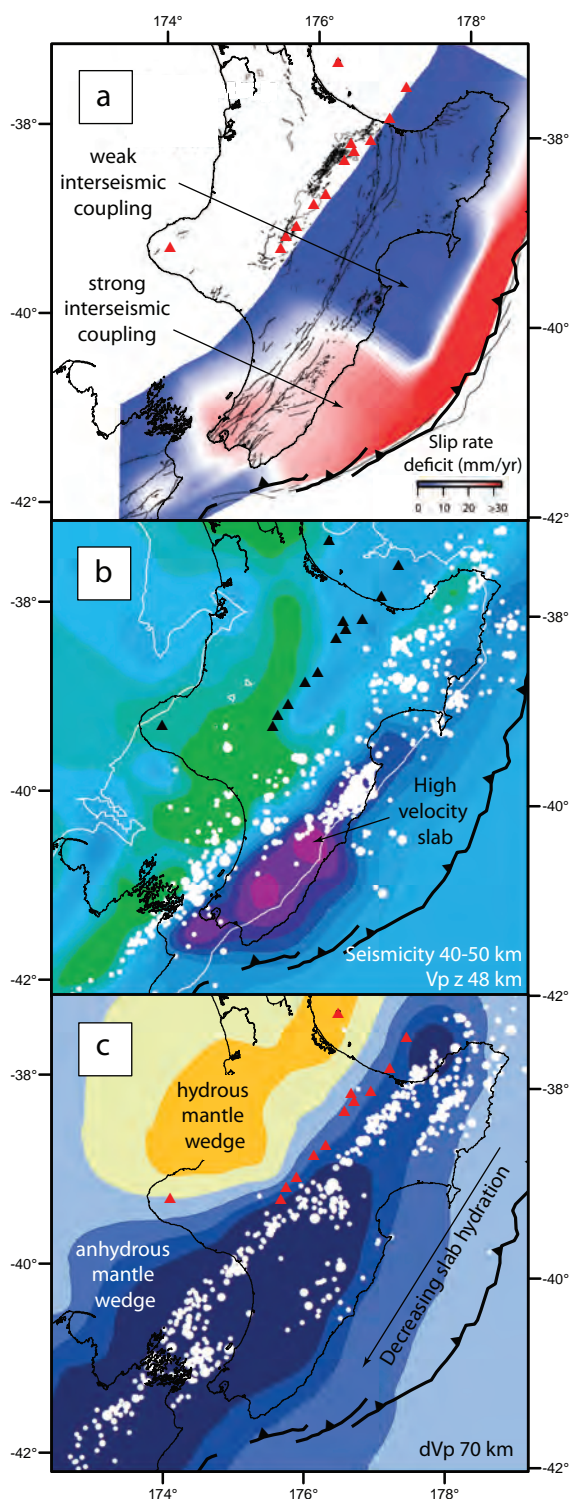 174° 176° 178°
a
-38° -38°
weak
interseismic
coupling
strong
interseismic
coupling
-40° -40°
Slip rate
deficit (mm/yr)
0 10 20 ≥30
-42° -42°
b
-38° -38°
-40° -40°
High
velocity
slab
Seismicity 40-50 km
Vp z 48 km
-42° -42°
c
hydrous
mantle
wedge
-38° -38°
anhydrous
mantle
wedge
Decreasing slab hydration
-40° -40°
dVp 70 km
-42° -42°
174° 176° 178°